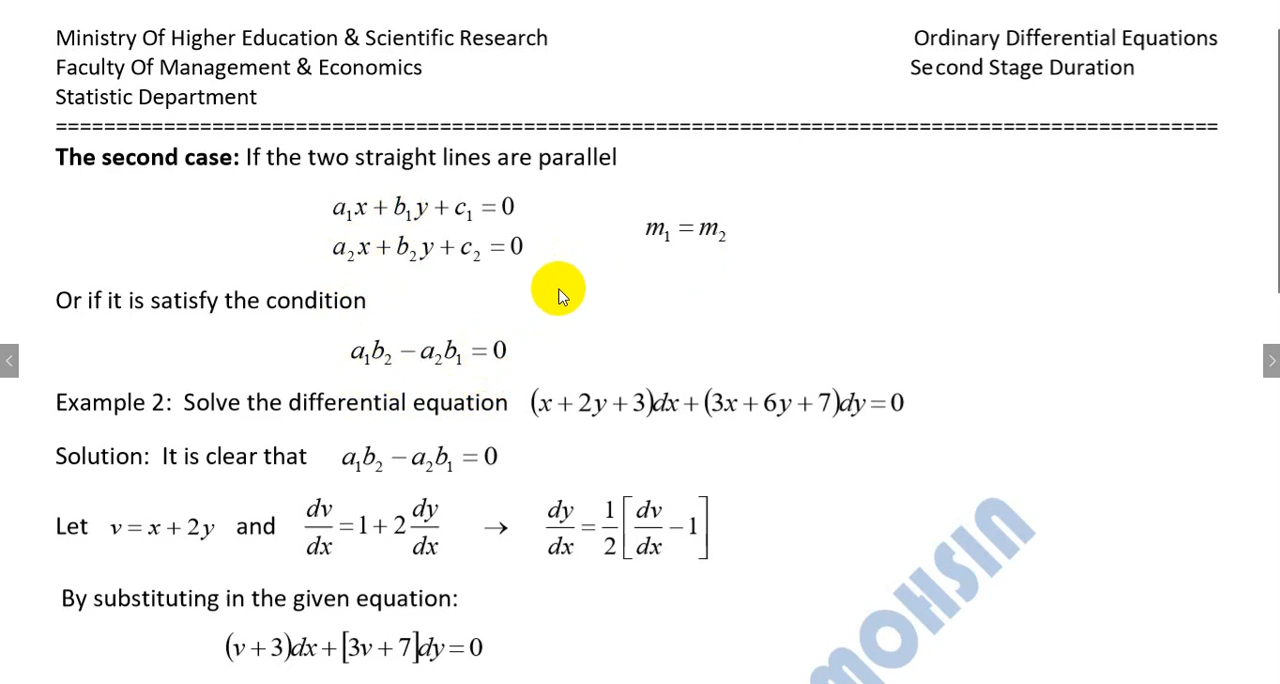 Ministry Of Higher Education & Scientific Research
Ordinary Differential Equations
Faculty Of Management & Economics
Second Stage Duration
Statistic Department
================================================================================================
The second case: If the two straight lines are parallel
a₁x + b₁y + c₁ = 0
a₂x + b₂y + c₂ = 0
m₁ = m₂
Or if it is satisfy the condition
a₁b₂ − a₂b₁ = 0
Example 2: Solve the differential equation (x + 2y + 3)dx + (3x + 6y + 7)dy = 0
Solution: It is clear that a₁b₂ − a₂b₁ = 0
Let v = x + 2y and dv/dx = 1 + 2 dy/dx → dy/dx = 1/2 [dv/dx − 1]
By substituting in the given equation:
(v + 3)dx + [3v + 7]dy = 0
MOHSIN